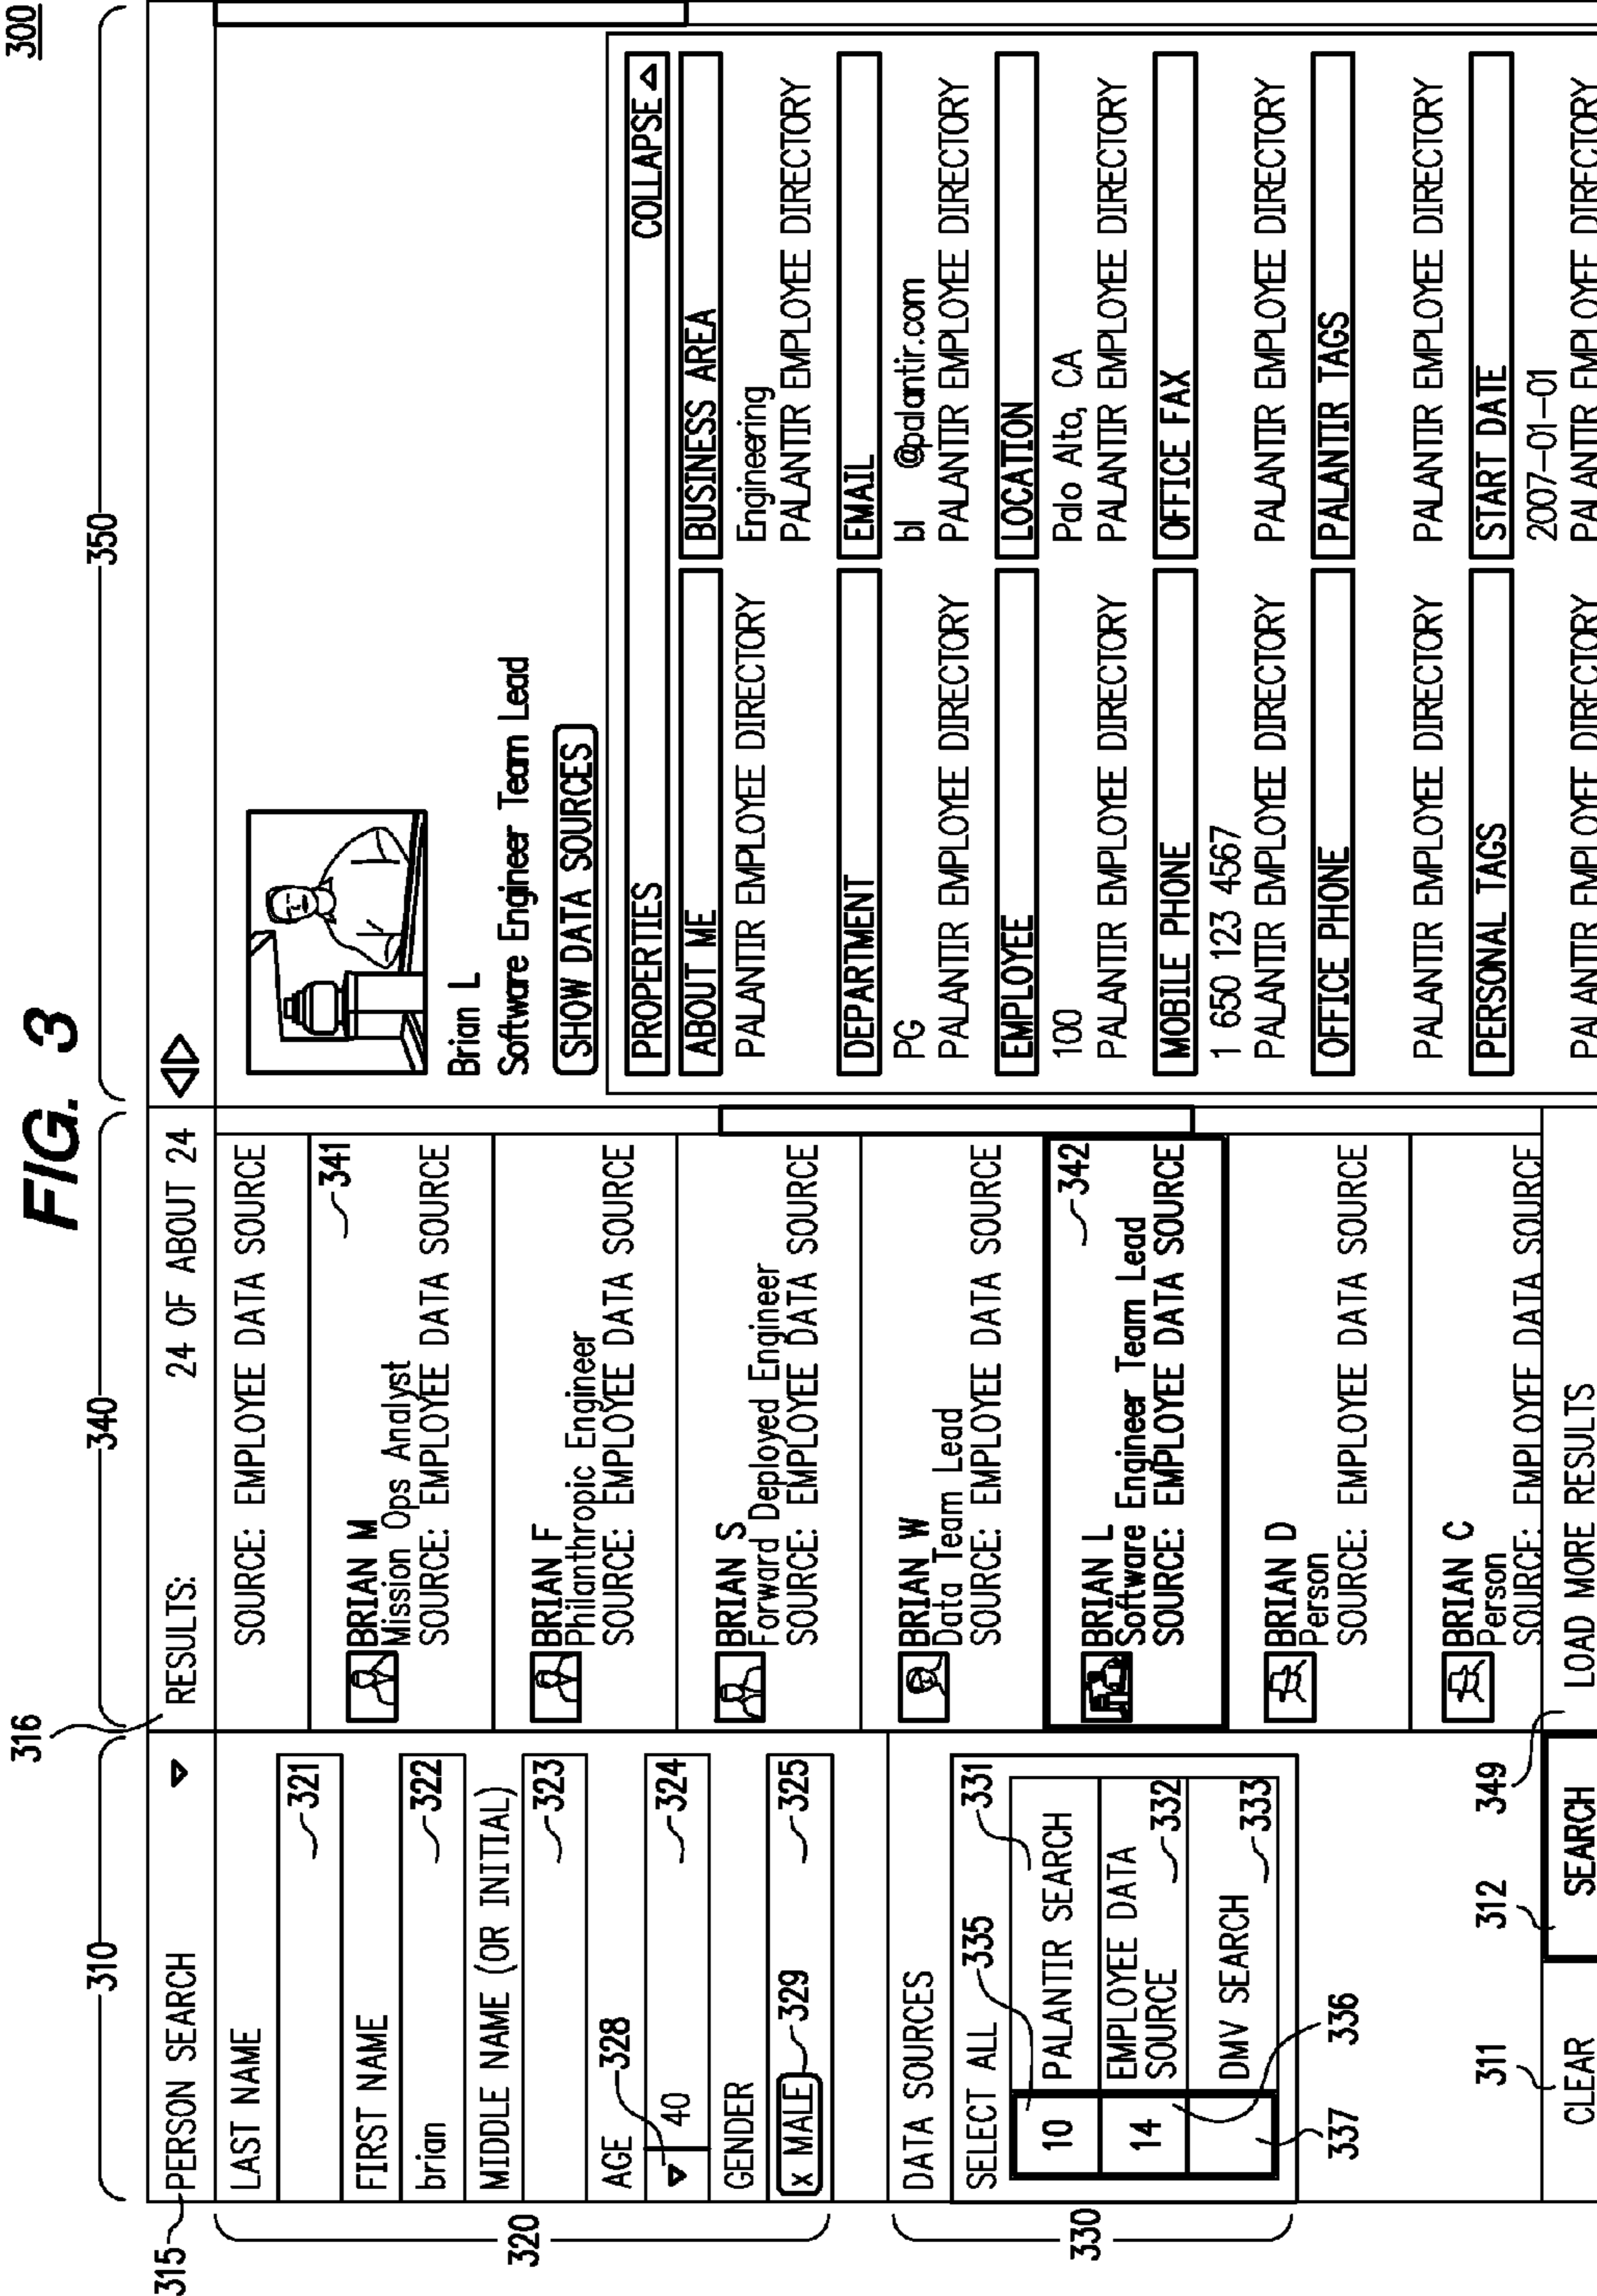 FIG. 3
300
310
316
340
350
315
PERSON SEARCH
LAST NAME
321
FIRST NAME
brian
322
MIDDLE NAME (OR INITIAL)
323
AGE
328
40
324
GENDER
x MALE
329
325
320
DATA SOURCES
SELECT ALL
335
331
10
PALANTIR SEARCH
14
EMPLOYEE DATA
SOURCE
332
DMV SEARCH
333
337
336
330
311
312
349
CLEAR
SEARCH
LOAD MORE RESULTS
RESULTS:
24 OF ABOUT 24
SOURCE: EMPLOYEE DATA SOURCE
341
BRIAN M
Mission Ops Analyst
SOURCE: EMPLOYEE DATA SOURCE
BRIAN F
Philanthropic Engineer
SOURCE: EMPLOYEE DATA SOURCE
BRIAN S
Forward Deployed Engineer
SOURCE: EMPLOYEE DATA SOURCE
BRIAN W
Data Team Lead
SOURCE: EMPLOYEE DATA SOURCE
342
BRIAN L
Software Engineer Team Lead
SOURCE: EMPLOYEE DATA SOURCE
BRIAN D
Person
SOURCE: EMPLOYEE DATA SOURCE
BRIAN C
Person
SOURCE: EMPLOYEE DATA SOURCE
Brian L
Software Engineer Team Lead
SHOW DATA SOURCES
PROPERTIES
COLLAPSE
ABOUT ME
PALANTIR EMPLOYEE DIRECTORY
BUSINESS AREA
Engineering
PALANTIR EMPLOYEE DIRECTORY
DEPARTMENT
PG
PALANTIR EMPLOYEE DIRECTORY
EMAIL
bl @palantir.com
PALANTIR EMPLOYEE DIRECTORY
EMPLOYEE
100
PALANTIR EMPLOYEE DIRECTORY
LOCATION
Palo Alto, CA
PALANTIR EMPLOYEE DIRECTORY
MOBILE PHONE
1 650 123 4567
PALANTIR EMPLOYEE DIRECTORY
OFFICE FAX
PALANTIR EMPLOYEE DIRECTORY
OFFICE PHONE
PALANTIR EMPLOYEE DIRECTORY
PALANTIR TAGS
PALANTIR EMPLOYEE DIRECTORY
PERSONAL TAGS
PALANTIR EMPLOYEE DIRECTORY
START DATE
2007-01-01
PALANTIR EMPLOYEE DIRECTORY